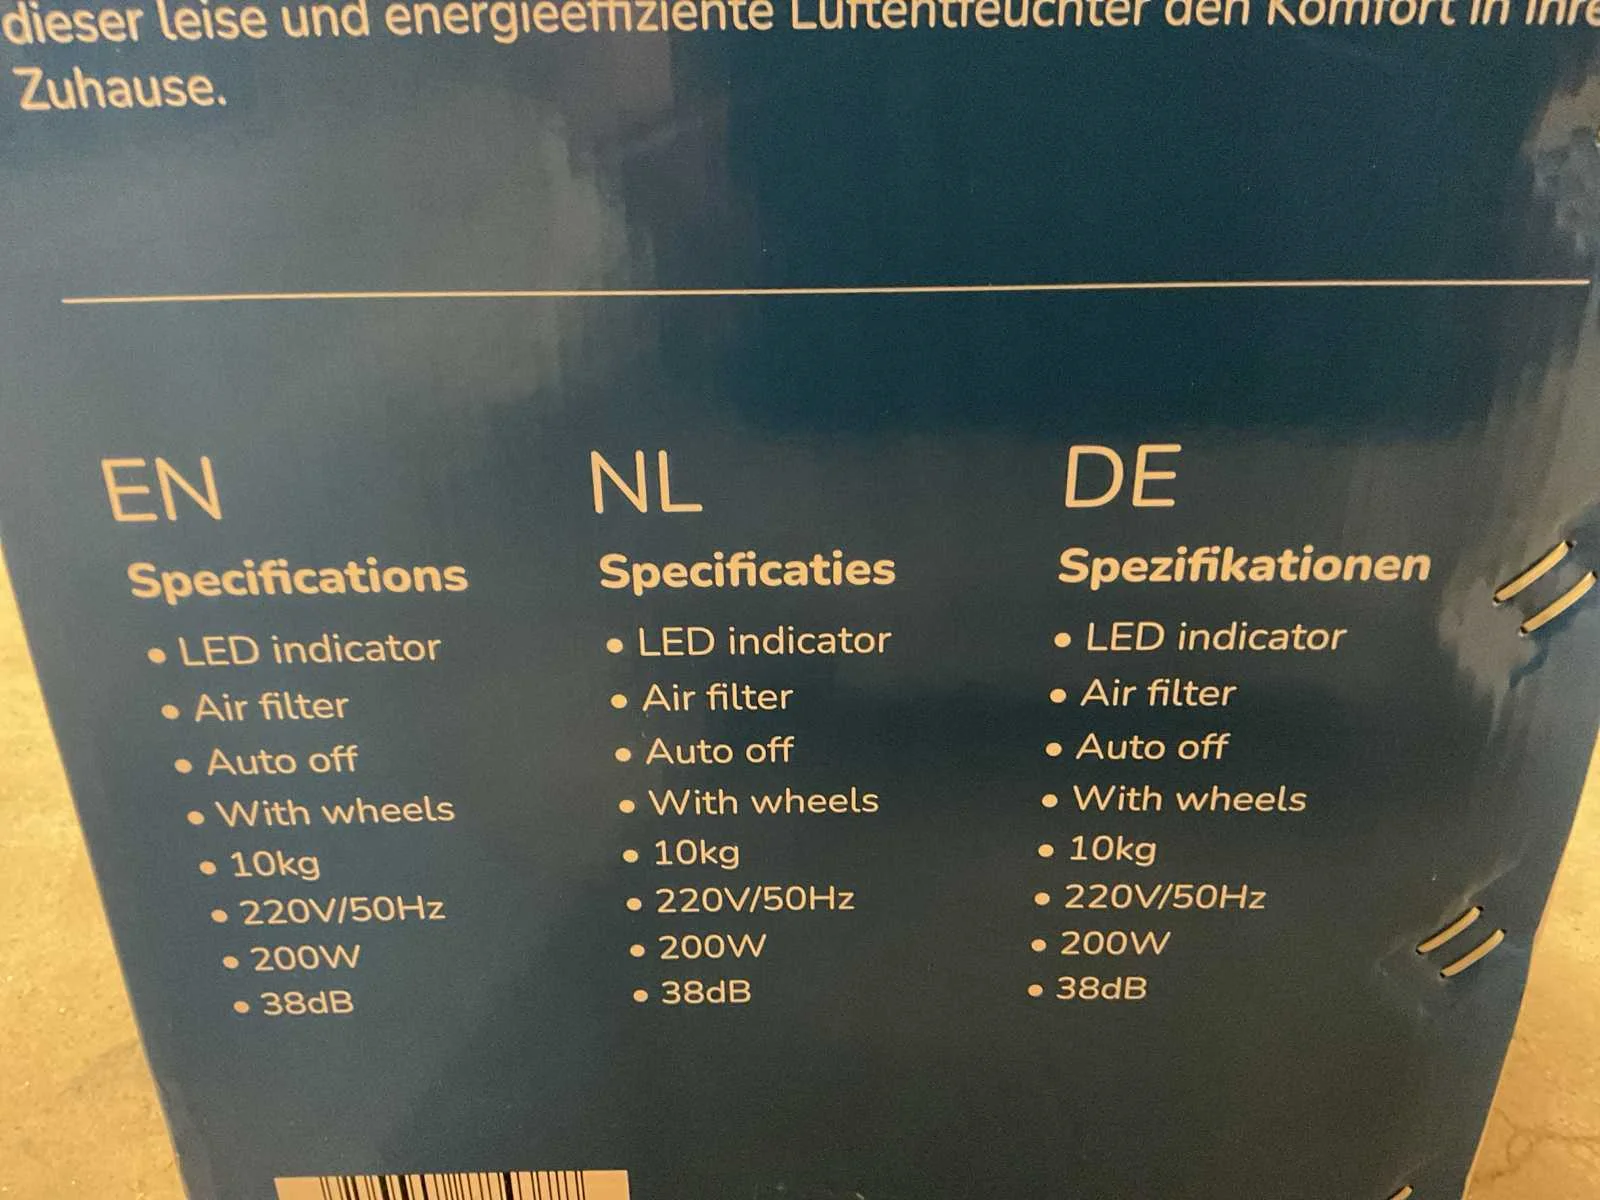 dieser leise und energieeffiziente Luftentfeuchter den Komfort in Ihre
Zuhause.
EN
Specifications
• LED indicator
• Air filter
• Auto off
• With wheels
• 10kg
• 220V/50Hz
• 200W
• 38dB
NL
Specificaties
• LED indicator
• Air filter
• Auto off
• With wheels
• 10kg
• 220V/50Hz
• 200W
• 38dB
DE
Spezifikationen
• LED indicator
• Air filter
• Auto off
• With wheels
• 10kg
• 220V/50Hz
• 200W
• 38dB